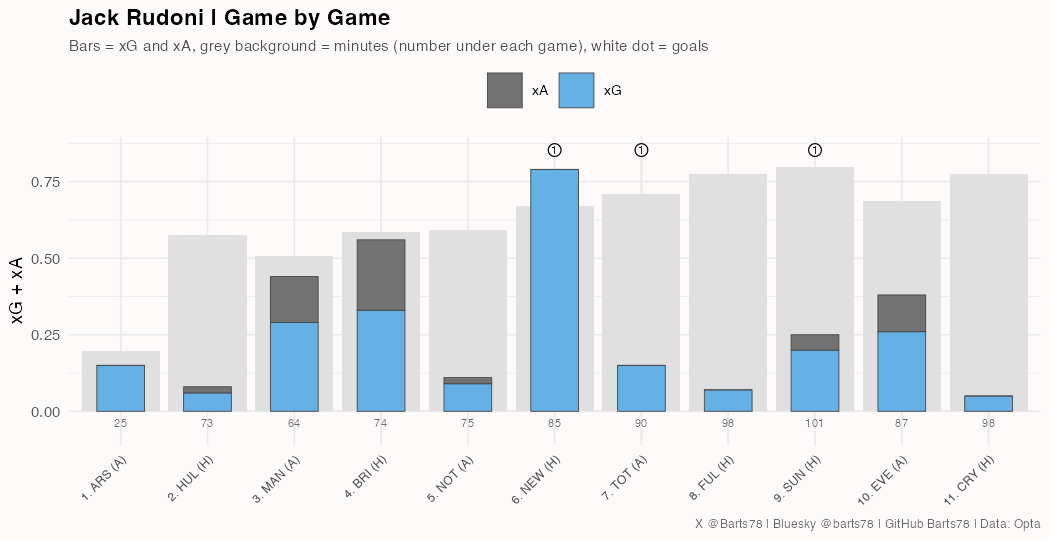 Jack Rudoni | Game by Game
Bars = xG and xA, grey background = minutes (number under each game), white dot = goals
xA xG
xG + xA
0.75
0.50
0.25
0.00
1 1 1
25 73 64 74 75 85 90 98 101 87 98
1. ARS (A)
2. HUL (H)
3. MAN (A)
4. BRI (H)
5. NOT (A)
6. NEW (H)
7. TOT (A)
8. FUL (H)
9. SUN (H)
10. EVE (A)
11. CRY (H)
X @Barts78 | Bluesky @barts78 | GitHub Barts78 | Data: Opta